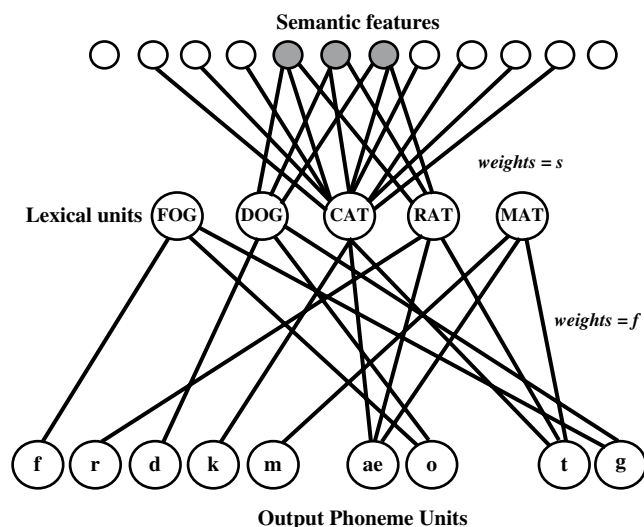 Semantic features
weights = s
Lexical units FOG DOG CAT RAT MAT
weights = f
f r d k m ae o t g
Output Phoneme Units